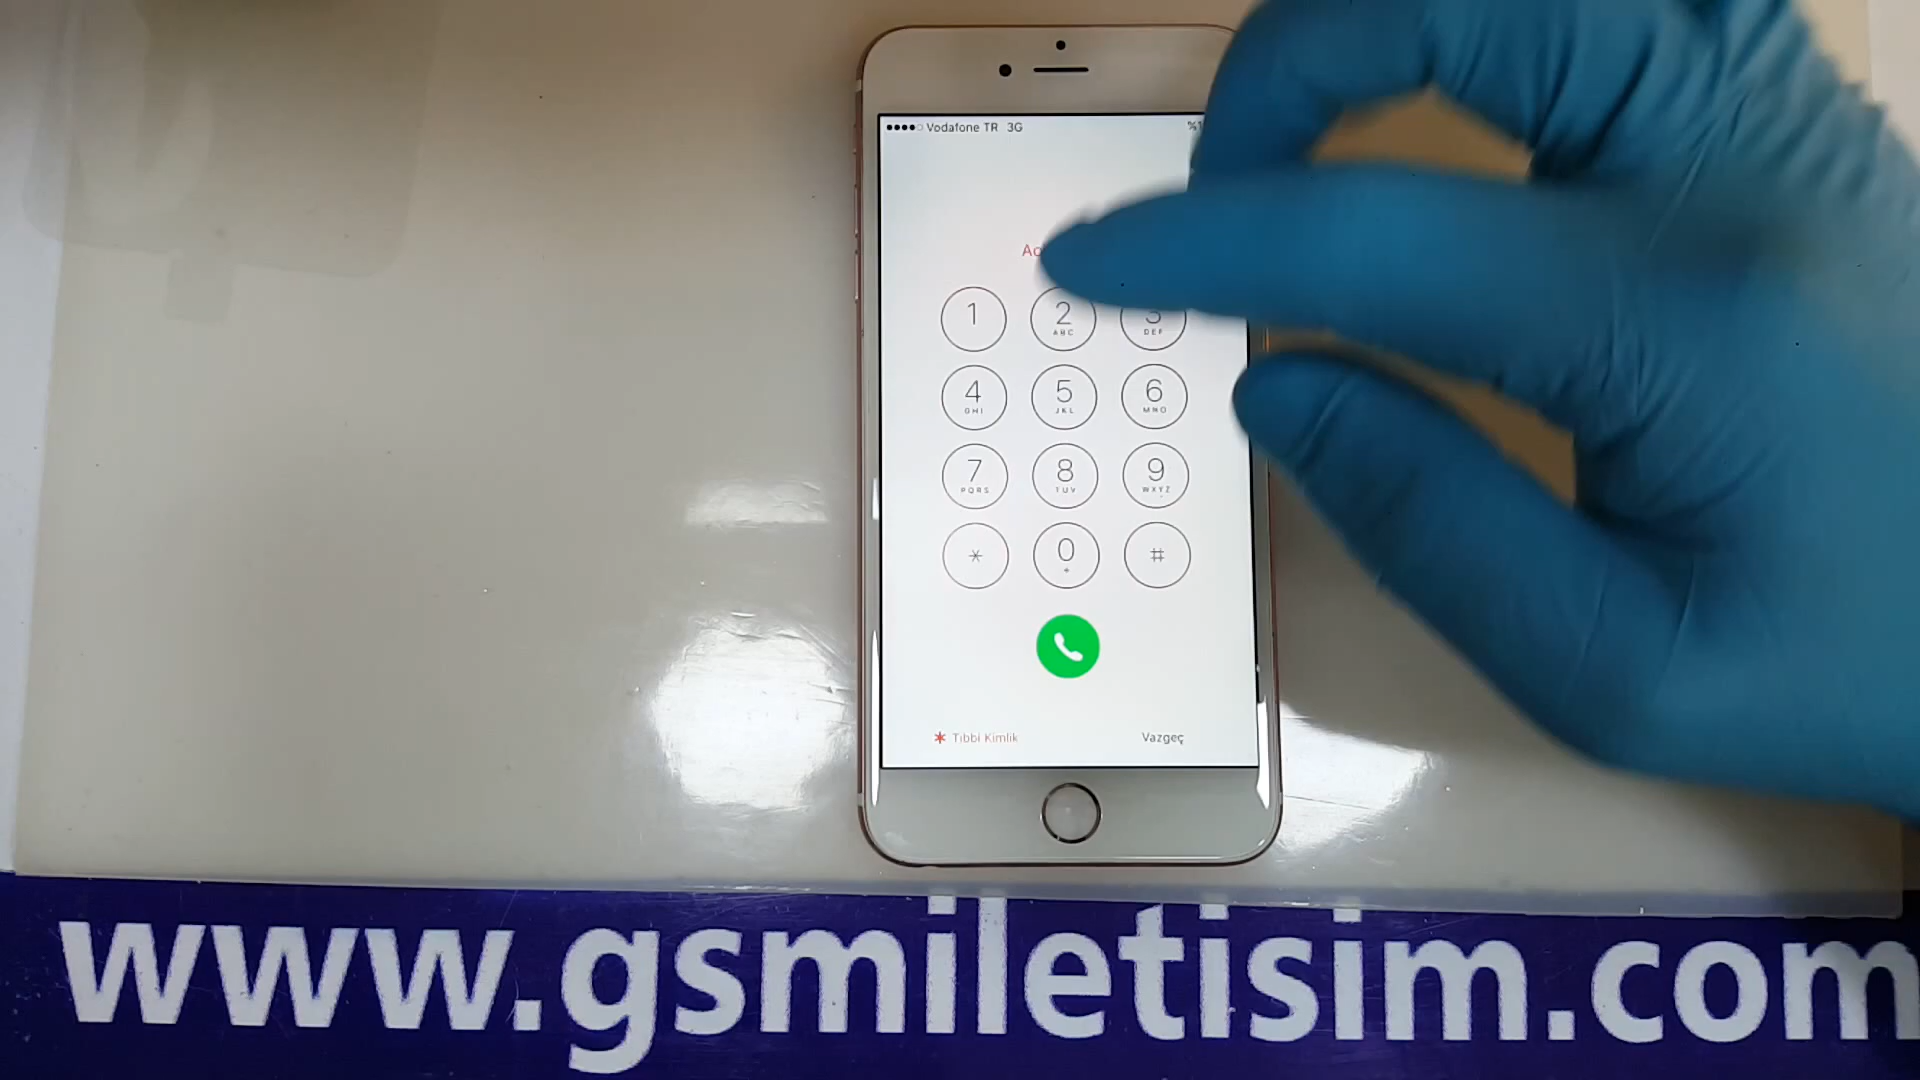 ●●●●○ Vodafone TR 3G %1
1 2 3
ABC DEF
4 5 6
GHI JKL MNO
7 8 9
PQRS TUV WXYZ
* 0 #
+
* Tıbbi Kimlik Vazgeç
www.gsmiletisim.com